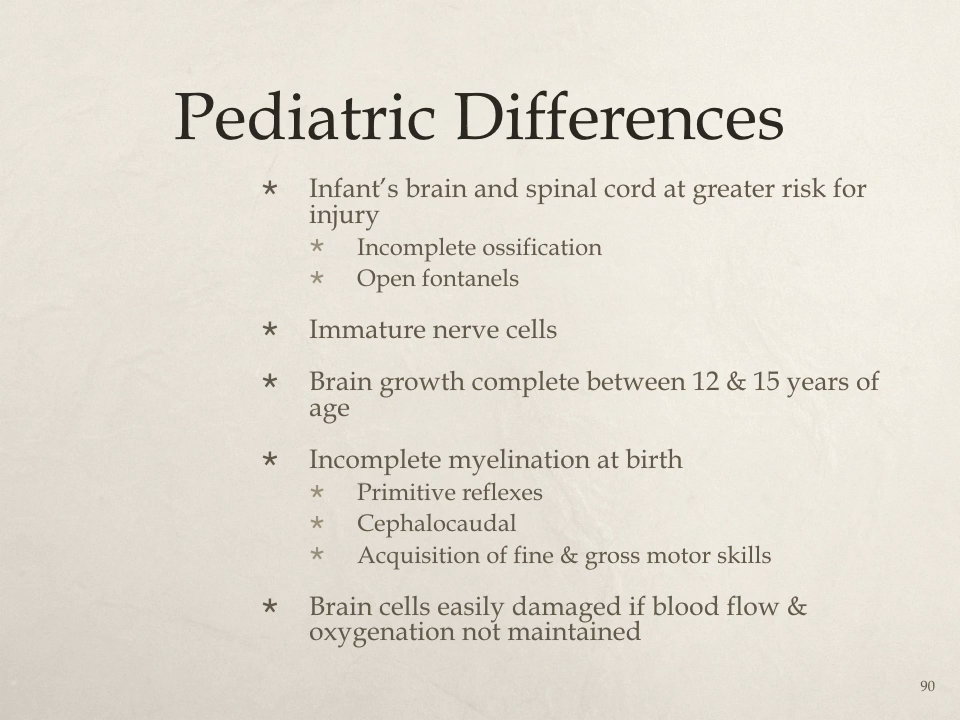 Pediatric Differences
* Infant’s brain and spinal cord at greater risk for
injury
* Incomplete ossification
* Open fontanels
* Immature nerve cells
* Brain growth complete between 12 & 15 years of
age
* Incomplete myelination at birth
* Primitive reflexes
* Cephalocaudal
* Acquisition of fine & gross motor skills
* Brain cells easily damaged if blood flow &
oxygenation not maintained
90